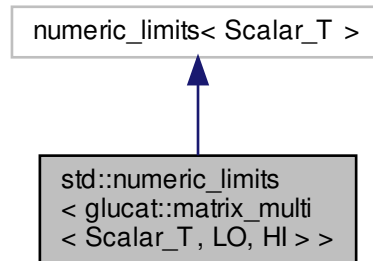 numeric_limits< Scalar_T >
std::numeric_limits
< glucat::matrix_multi
< Scalar_T, LO, HI > >